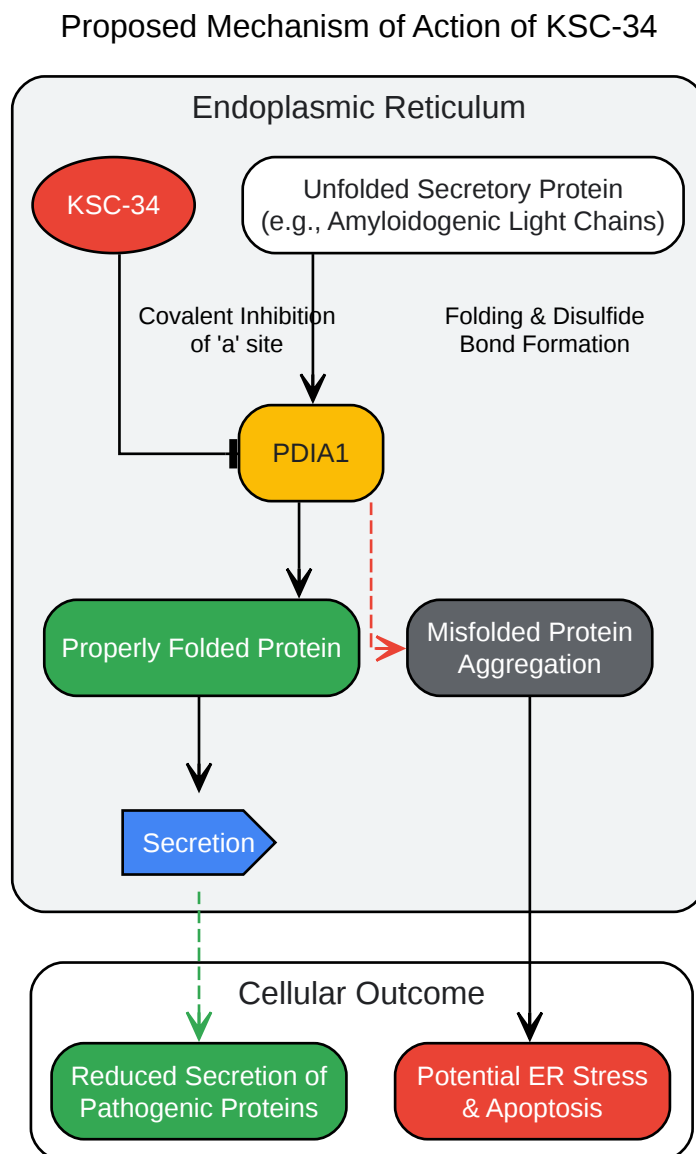 Proposed Mechanism of Action of KSC-34
Endoplasmic Reticulum
KSC-34
Unfolded Secretory Protein
(e.g., Amyloidogenic Light Chains)
Covalent Inhibition
of 'a' site
Folding & Disulfide
Bond Formation
PDIA1
Properly Folded Protein
Misfolded Protein
Aggregation
Secretion
Cellular Outcome
Reduced Secretion of
Pathogenic Proteins
Potential ER Stress
& Apoptosis